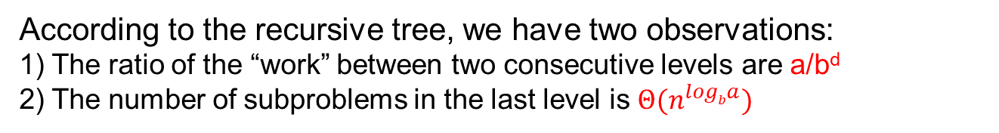 According to the recursive tree, we have two observations:
1) The ratio of the “work” between two consecutive levels are a/bᵈ
2) The number of subproblems in the last level is Θ(n^{log_b a})